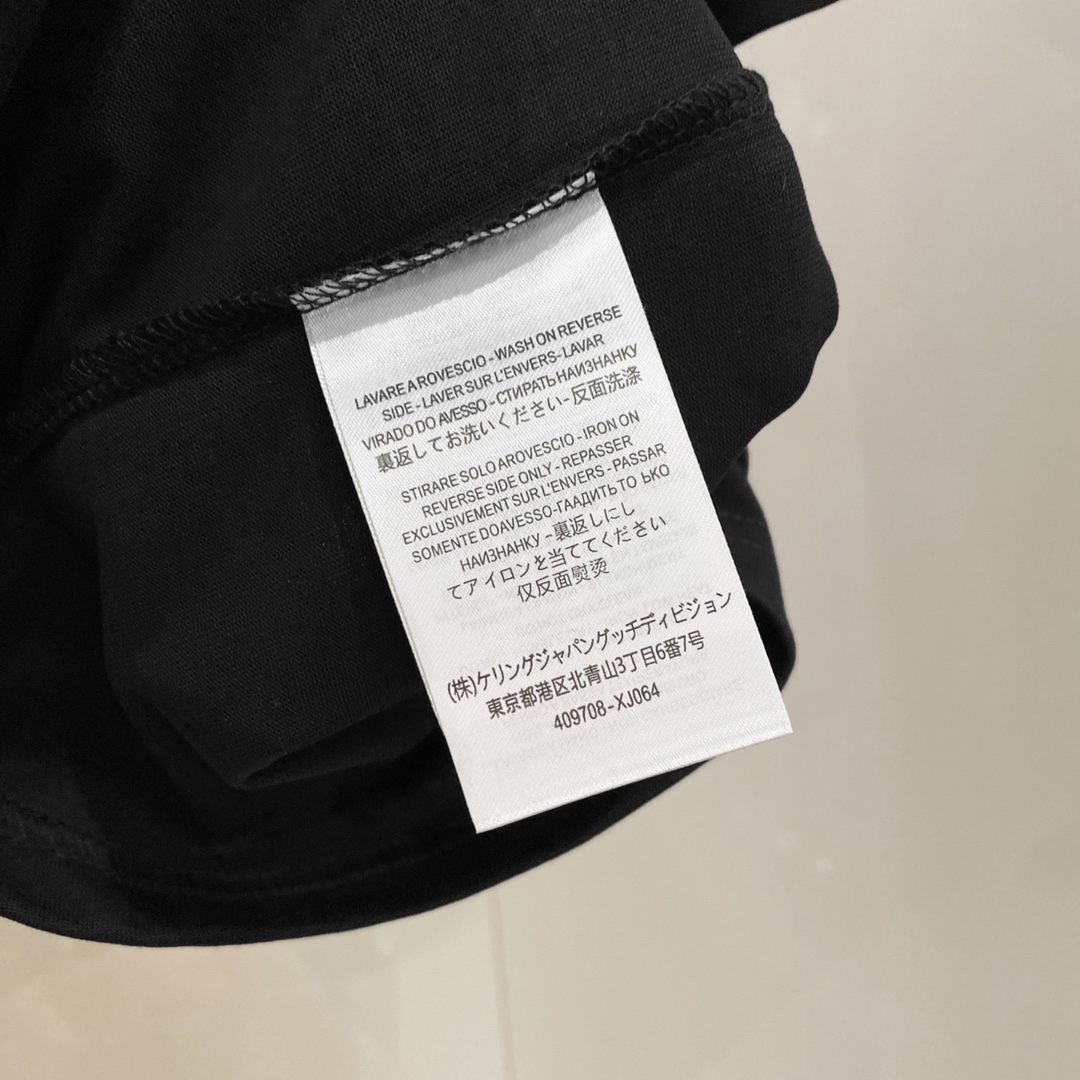 LAVARE A ROVESCIO - WASH ON REVERSE
SIDE - LAVER SUR L'ENVERS- LAVAR
VIRADO DO AVESSO - СТИРАТЬ НАИЗНАНКУ
裏返してお洗いください- 反面洗涤
STIRARE SOLO AROVESCIO - IRON ON
REVERSE SIDE ONLY - REPASSER
EXCLUSIVEMENT SUR L'ENVERS - PASSAR
SOMENTE DOAVESSO-ГААДИТЬ ТО ЬКО
НАИЗНАНКУ -裏返しにし
てアイロンを当ててください
仅反面熨烫
(株)ケリングジャパングッチディビジョン
東京都港区北青山3丁目6番7号
409708-XJ064